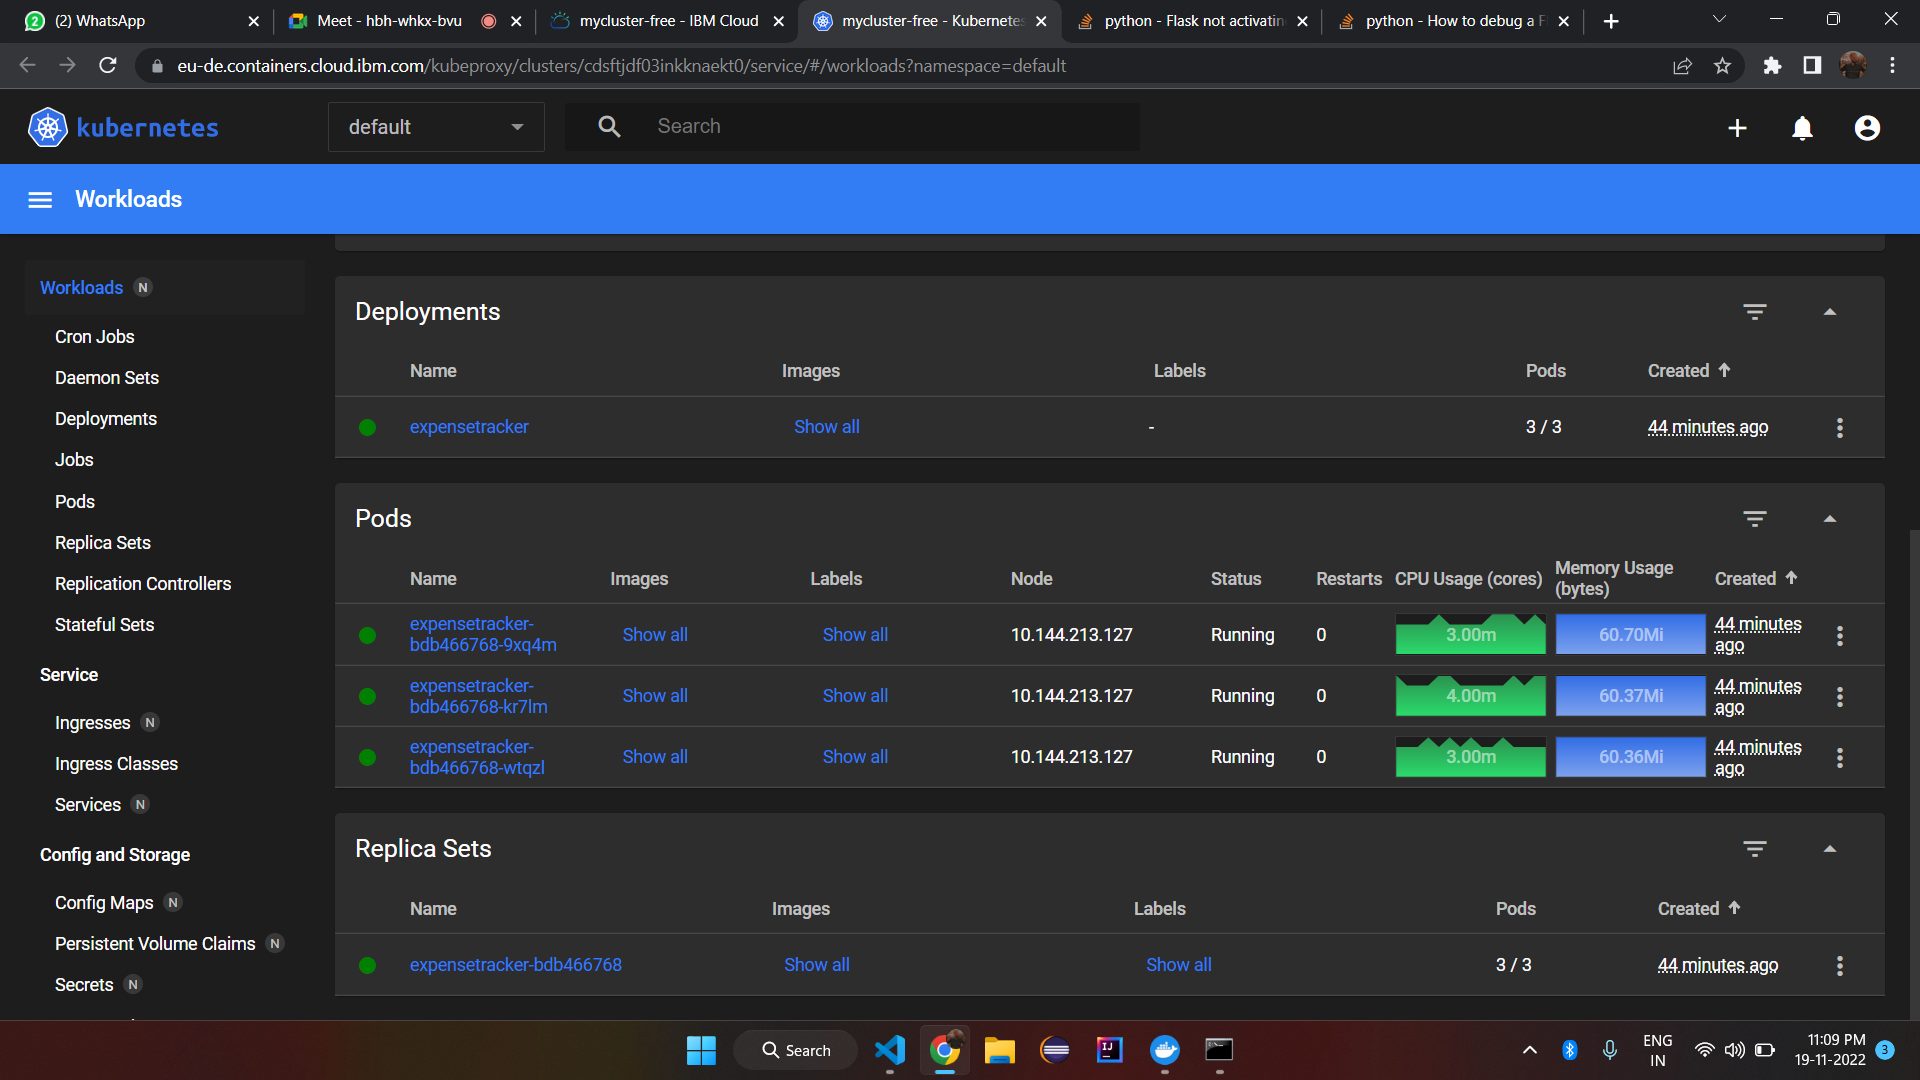 (2) WhatsApp
Meet - hbh-whkx-bvu
mycluster-free - IBM Cloud
mycluster-free - Kubernetes
python - Flask not activatin
python - How to debug a F
eu-de.containers.cloud.ibm.com/kubeproxy/clusters/cdsftjdf03inkknaekt0/service/#/workloads?namespace=default
kubernetes
default
Search
Workloads
Workloads N
Cron Jobs
Daemon Sets
Deployments
Jobs
Pods
Replica Sets
Replication Controllers
Stateful Sets
Service
Ingresses N
Ingress Classes
Services N
Config and Storage
Config Maps N
Persistent Volume Claims N
Secrets N
Deployments
Name Images Labels Pods Created
expensetracker Show all - 3 / 3 44 minutes ago
Pods
Name Images Labels Node Status Restarts CPU Usage (cores) Memory Usage (bytes) Created
expensetracker-bdb466768-9xq4m Show all Show all 10.144.213.127 Running 0 3.00m 60.70Mi 44 minutes ago
expensetracker-bdb466768-kr7lm Show all Show all 10.144.213.127 Running 0 4.00m 60.37Mi 44 minutes ago
expensetracker-bdb466768-wtqzl Show all Show all 10.144.213.127 Running 0 3.00m 60.36Mi 44 minutes ago
Replica Sets
Name Images Labels Pods Created
expensetracker-bdb466768 Show all Show all 3 / 3 44 minutes ago
Search
ENG
IN
11:09 PM
19-11-2022
3